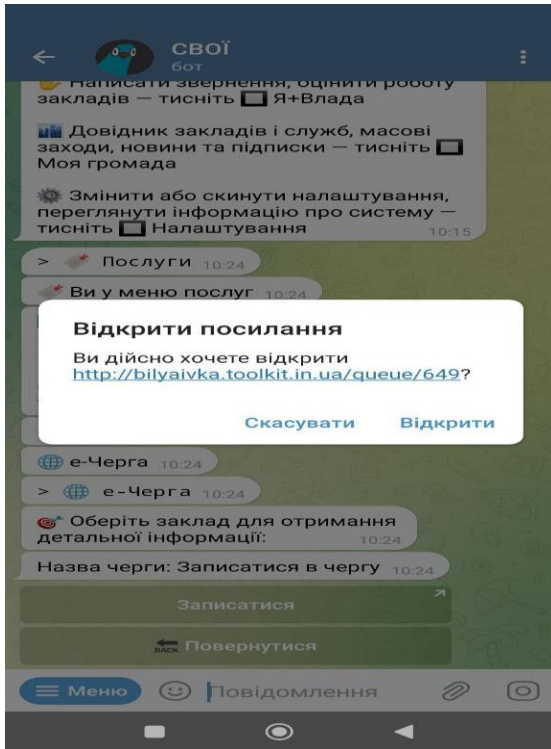 СВОЇ
бот
Написати звернення, оцінити роботу
закладів — тисніть Я+Влада
Довідник закладів і служб, масові
заходи, новини та підписки — тисніть
Моя громада
Змінити або скинути налаштування,
переглянути інформацію про систему —
тисніть Налаштування 10:15
> Послуги 10:24
Ви у меню послуг 10:24
Відкрити посилання
Ви дійсно хочете відкрити
http://bilyaivka.toolkit.in.ua/queue/649?
Скасувати Відкрити
е-Черга 10:24
> е-Черга 10:24
Оберіть заклад для отримання
детальної інформації: 10:24
Назва черги: Записатися в чергу 10:24
Записатися
BACK Повернутися
Меню Повідомлення